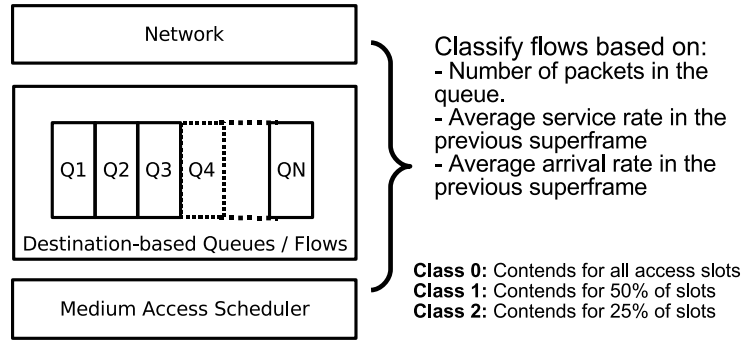 Network
Q1 Q2 Q3 Q4 QN
Destination-based Queues / Flows
Medium Access Scheduler
Classify flows based on:
- Number of packets in the
queue.
- Average service rate in the
previous superframe
- Average arrival rate in the
previous superframe
Class 0: Contends for all access slots
Class 1: Contends for 50% of slots
Class 2: Contends for 25% of slots